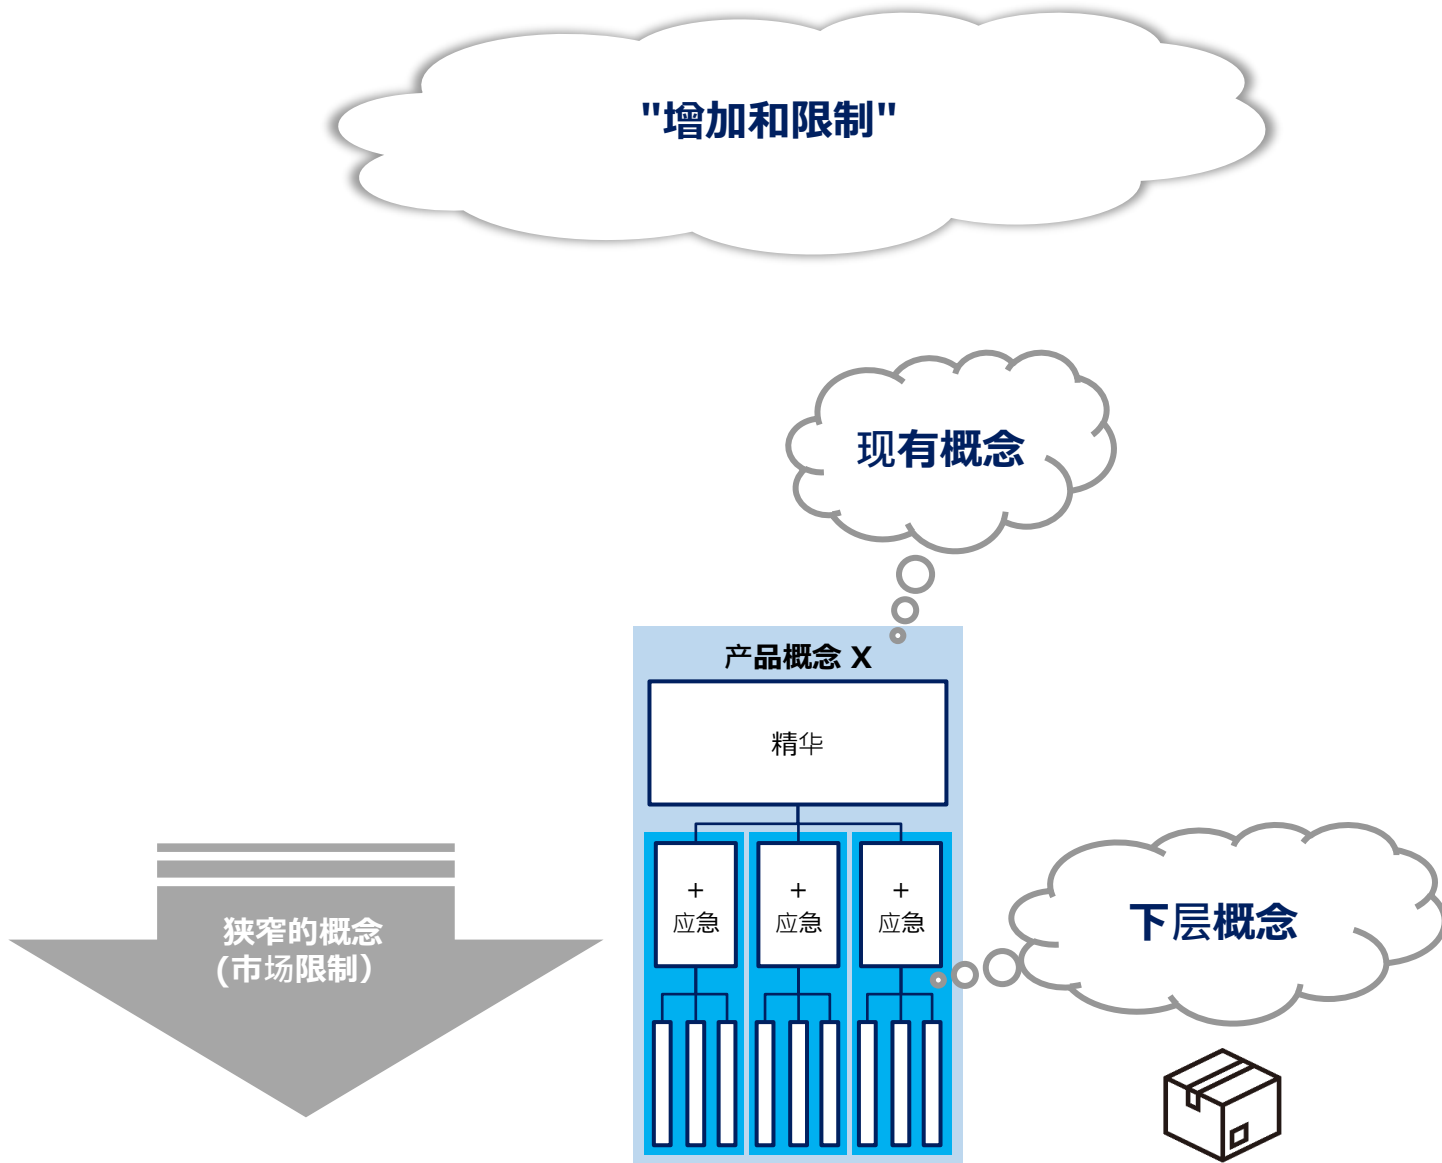 "增加和限制"
现有概念
产品概念 X
精华
+
应急
+
应急
+
应急
狭窄的概念
(市场限制）
下层概念